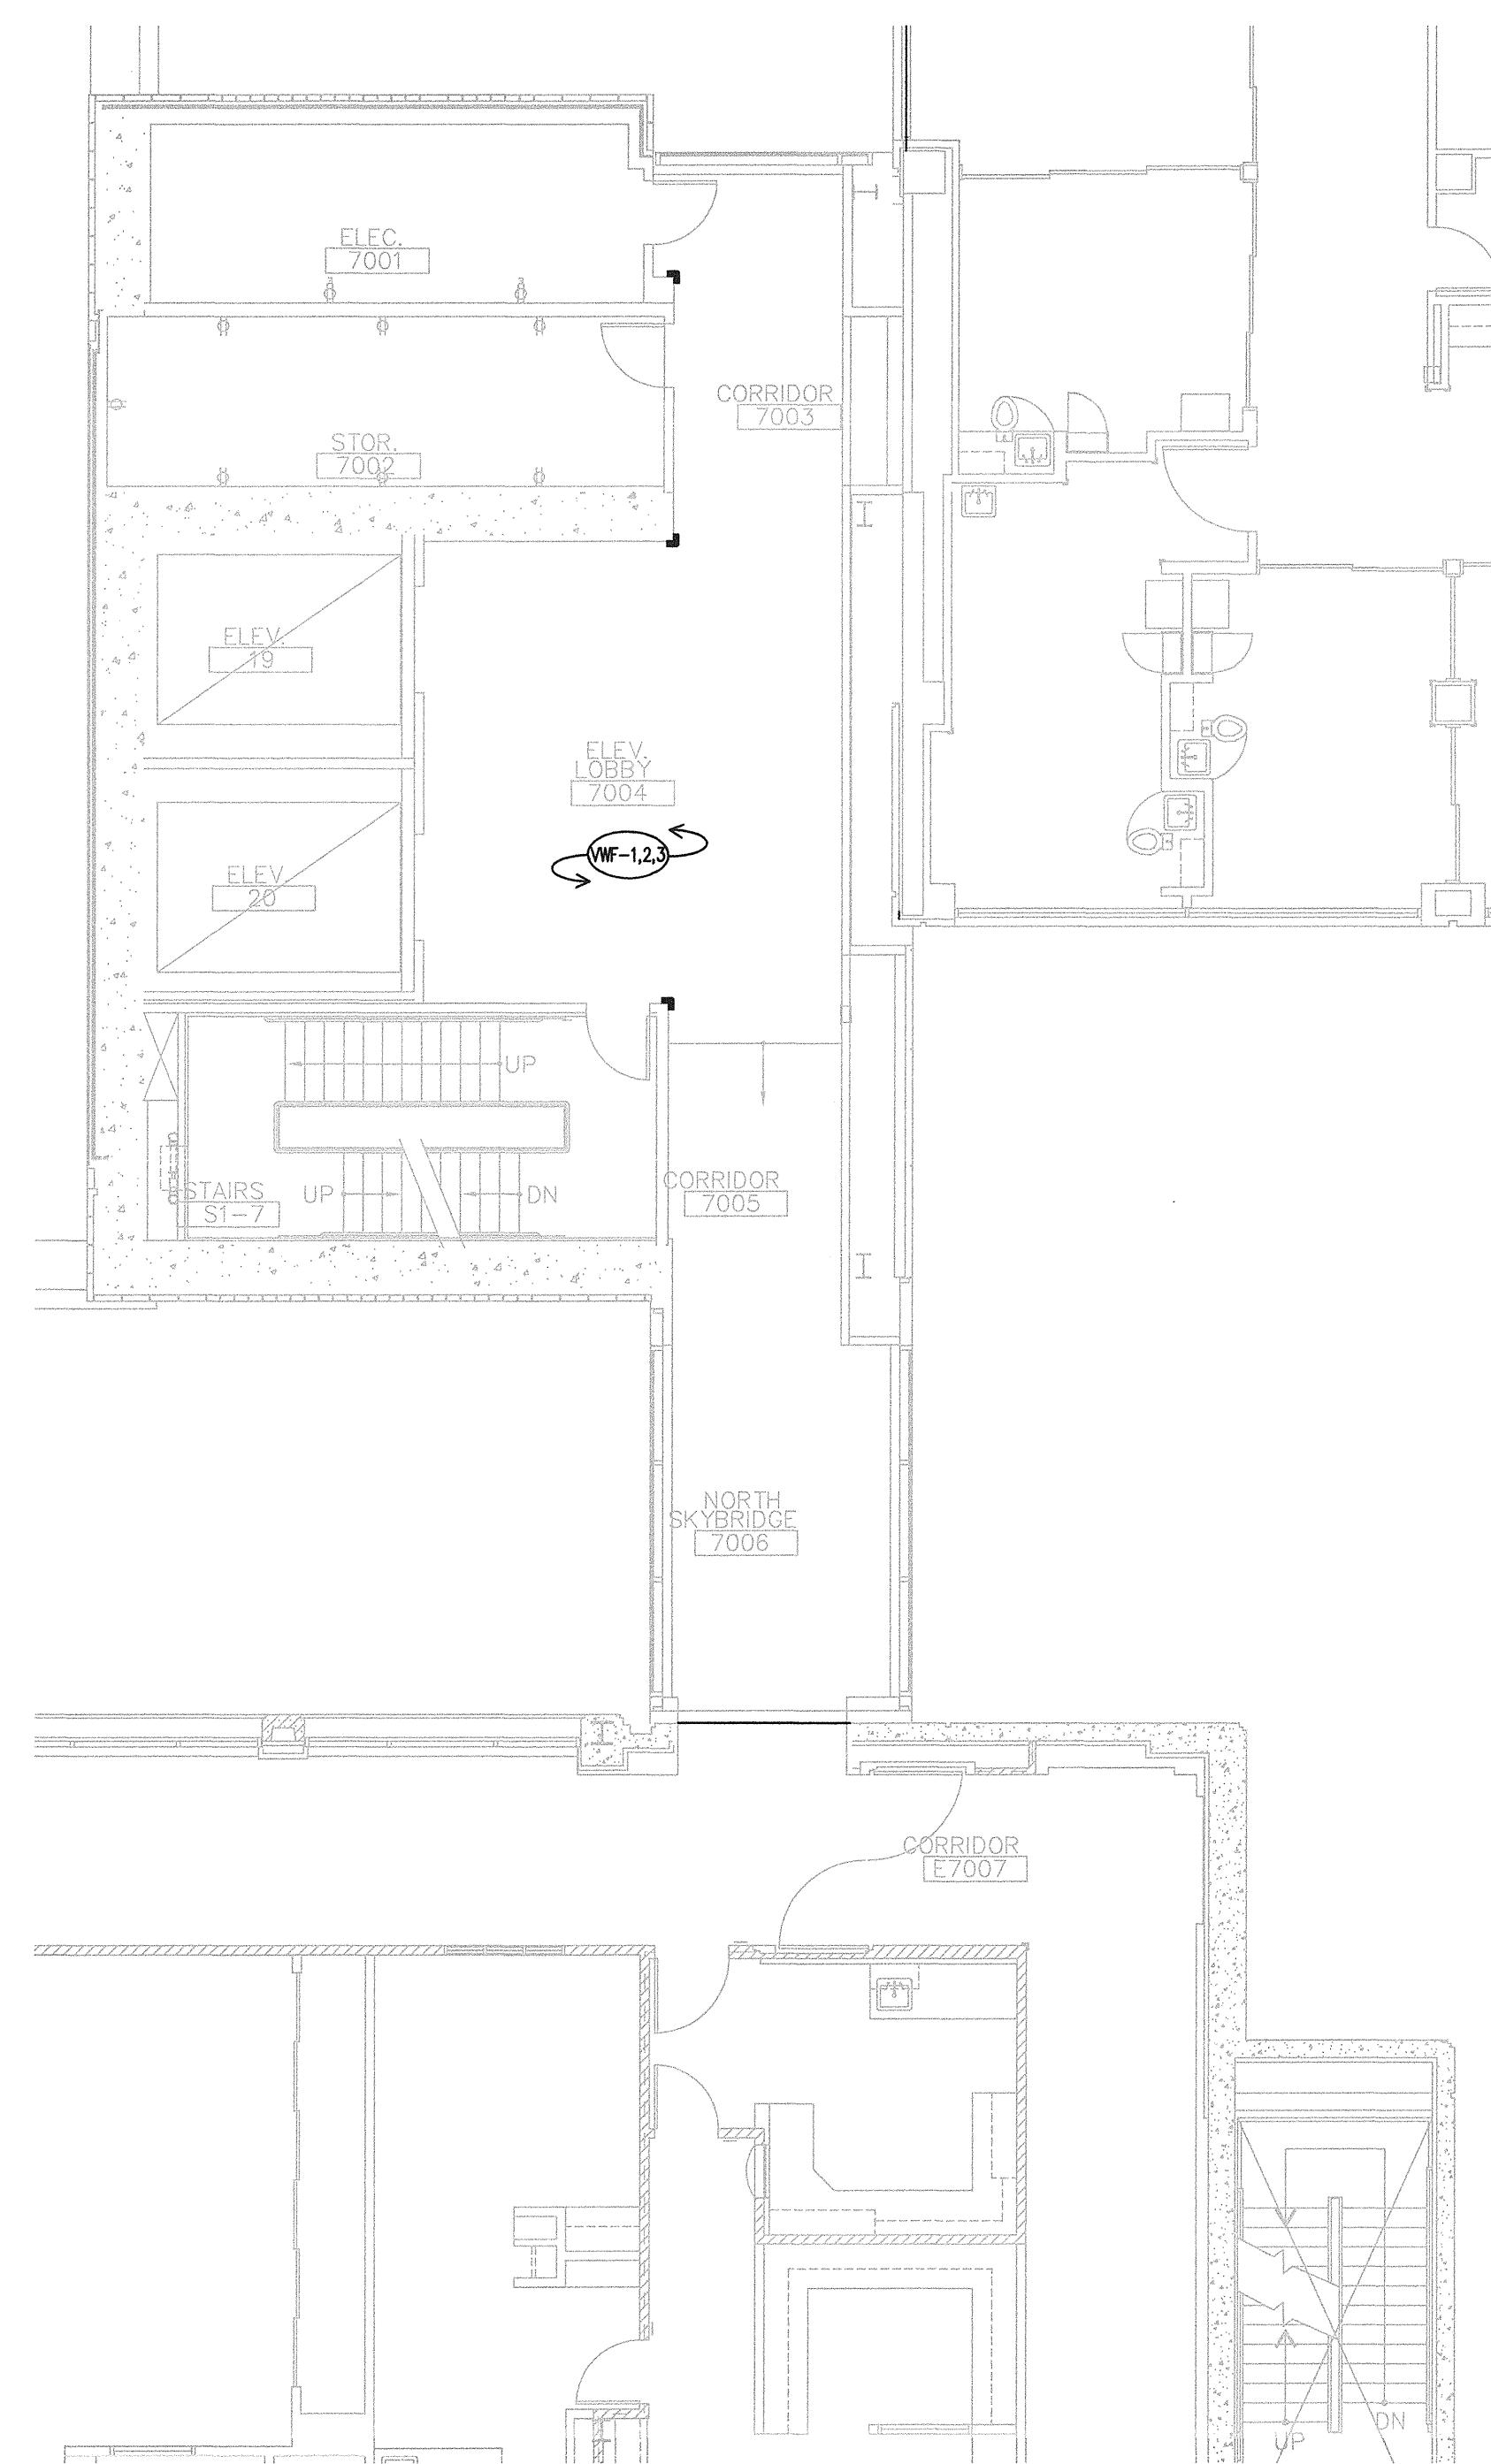 ELEC.
7001
CORRIDOR
7003
STOR.
7002
ELEV.
19
ELEV.
LOBBY
7004
VWF-1,2,3
ELEV
20
UP
UP
DN
STAIRS
S1-7
CORRIDOR
7005
NORTH
SKYBRIDGE
7006
CORRIDOR
E7007
UP
DN